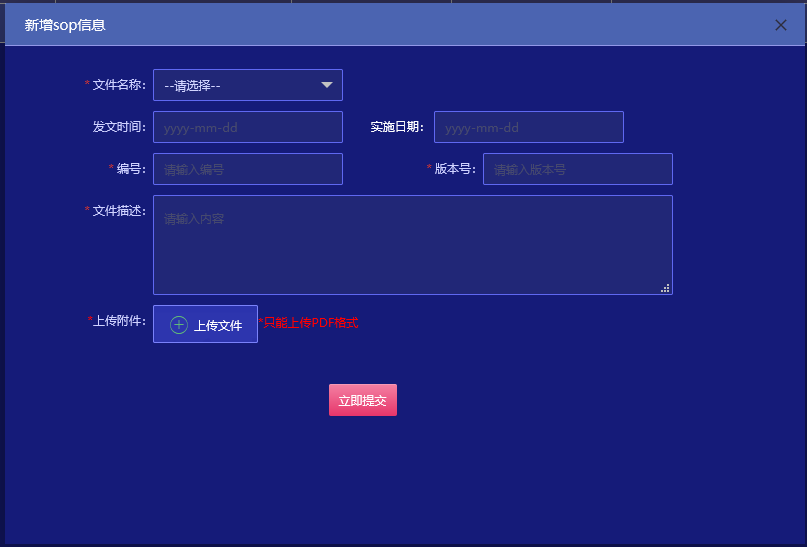 新增sop信息
*文件名称： --请选择--
发文时间： yyyy-mm-dd 实施日期： yyyy-mm-dd
*编号： 请输入编号 *版本号： 请输入版本号
*文件描述： 请输入内容
*上传附件： 上传文件 *只能上传PDF格式
立即提交